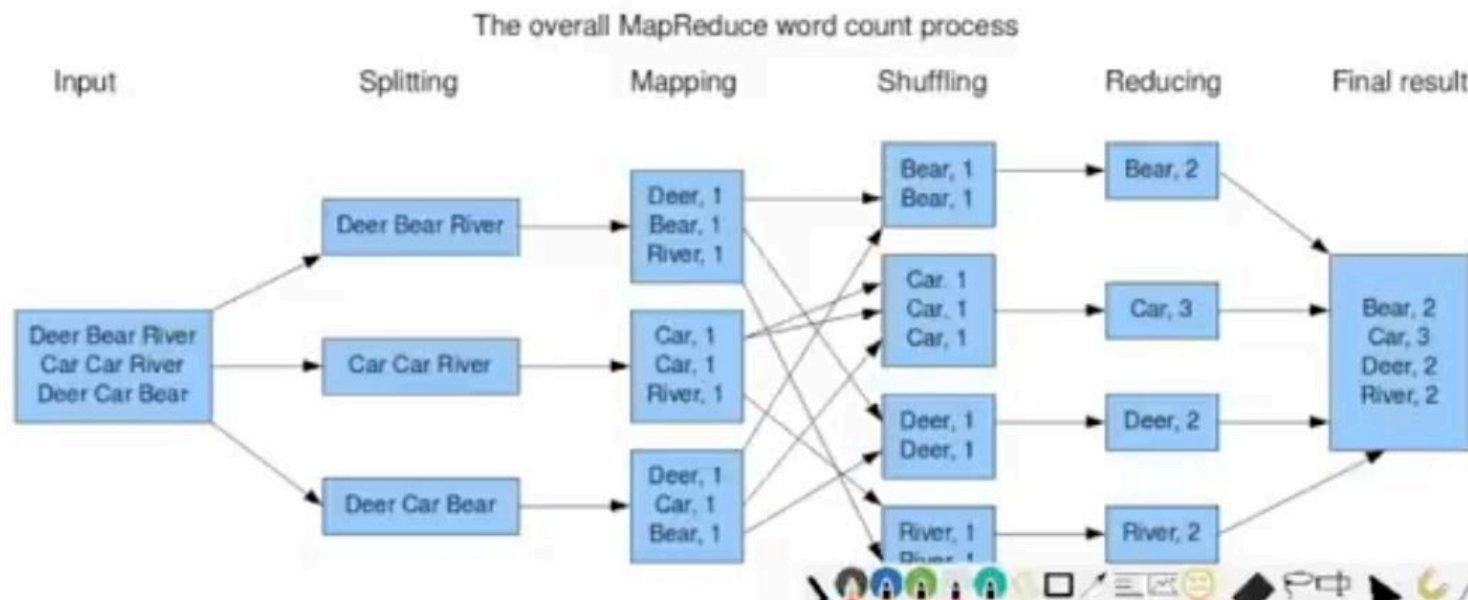 The overall MapReduce word count process
Input
Splitting
Mapping
Shuffling
Reducing
Final result
Deer Bear River
Car Car River
Deer Car Bear
Deer Bear River
Car Car River
Deer Car Bear
Deer, 1
Bear, 1
River, 1
Car, 1
Car, 1
River, 1
Deer, 1
Car, 1
Bear, 1
Bear, 1
Bear, 1
Car, 1
Car, 1
Car, 1
Deer, 1
Deer, 1
River, 1
River, 1
Bear, 2
Car, 3
Deer, 2
River, 2
Bear, 2
Car, 3
Deer, 2
River, 2